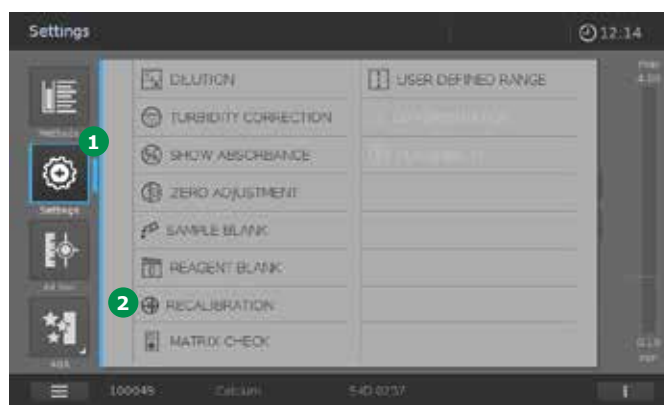 Settings
12:14
DILUTION
USER DEFINED RANGE
TURBIDITY CORRECTION
SHOW ABSORBANCE
ZERO ADJUSTMENT
SAMPLE BLANK
REAGENT BLANK
RECALIBRATION
MATRIX CHECK
1
Settings
2
100049 Calcium